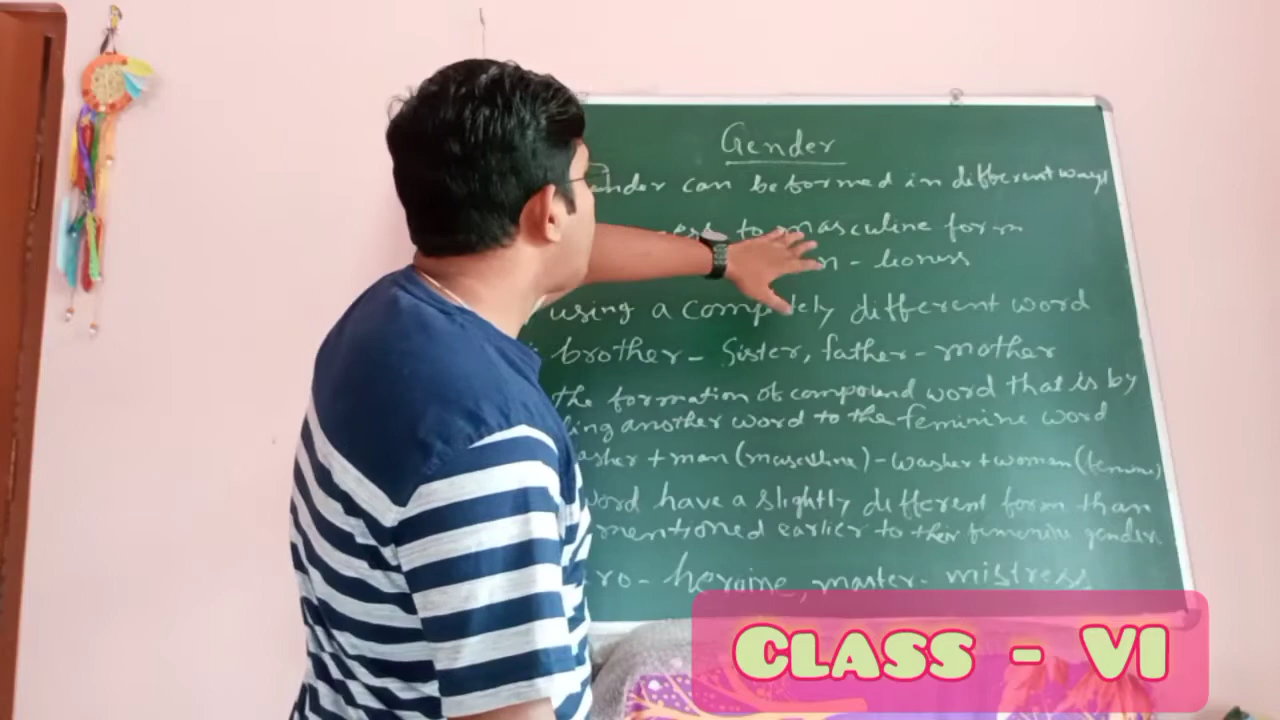 Gender
can be formed in different ways
to masculine form
- lioness
using a completely different word
brother - Sister, father - mother
the formation of compound word that is by
another word to the feminine word
+ man (masculine) - washer + woman (
word have a slightly different form than
mentioned earlier to their feminine gender
- heroine, master - mistress
CLASS - VI